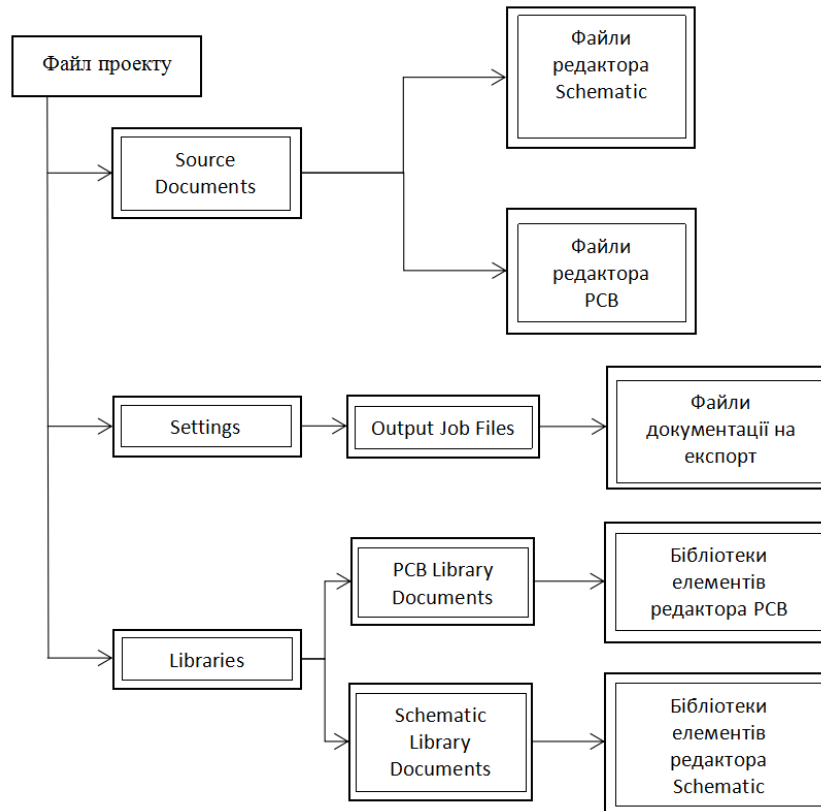 Файл проекту
Файли
редактора
Schematic
Source
Documents
Файли
редактора
PCB
Settings
Output Job Files
Файли
документації на
експорт
PCB Library
Documents
Бібліотеки
елементів
редактора PCB
Libraries
Schematic
Library
Documents
Бібліотеки
елементів
редактора
Schematic